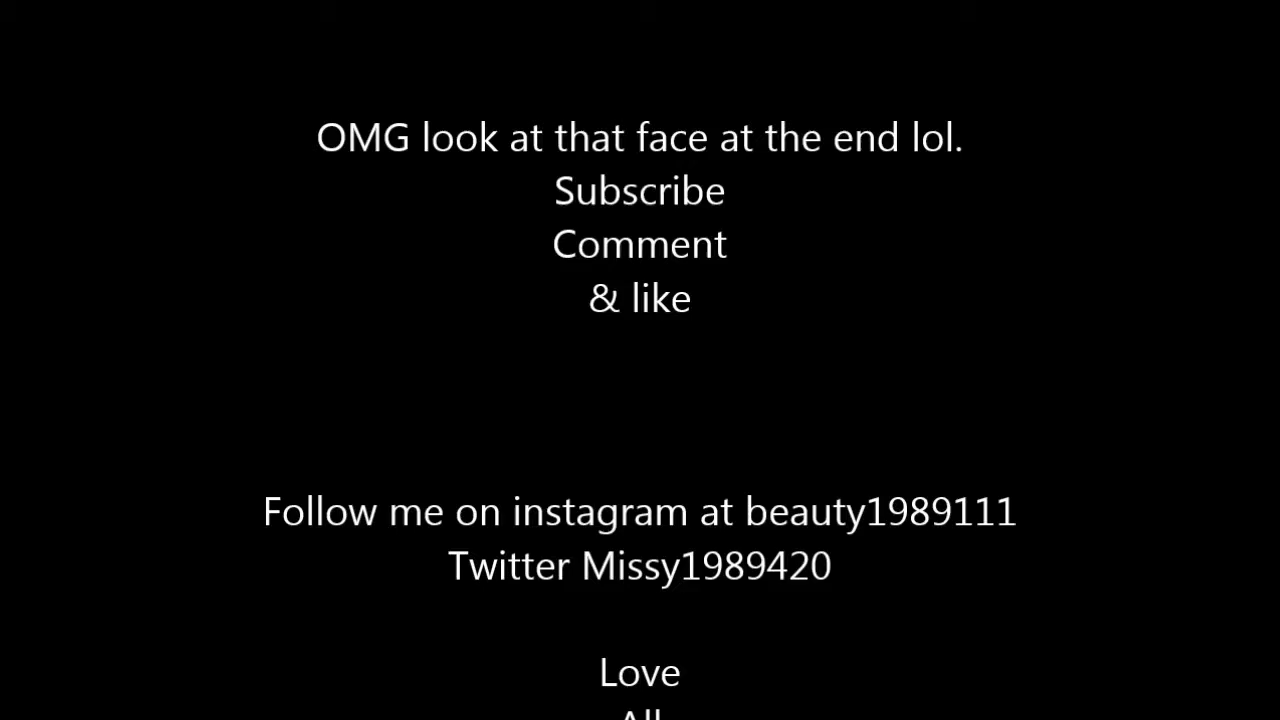 OMG look at that face at the end lol.
Subscribe
Comment
& like
Follow me on instagram at beauty1989111
Twitter Missy1989420
Love
All